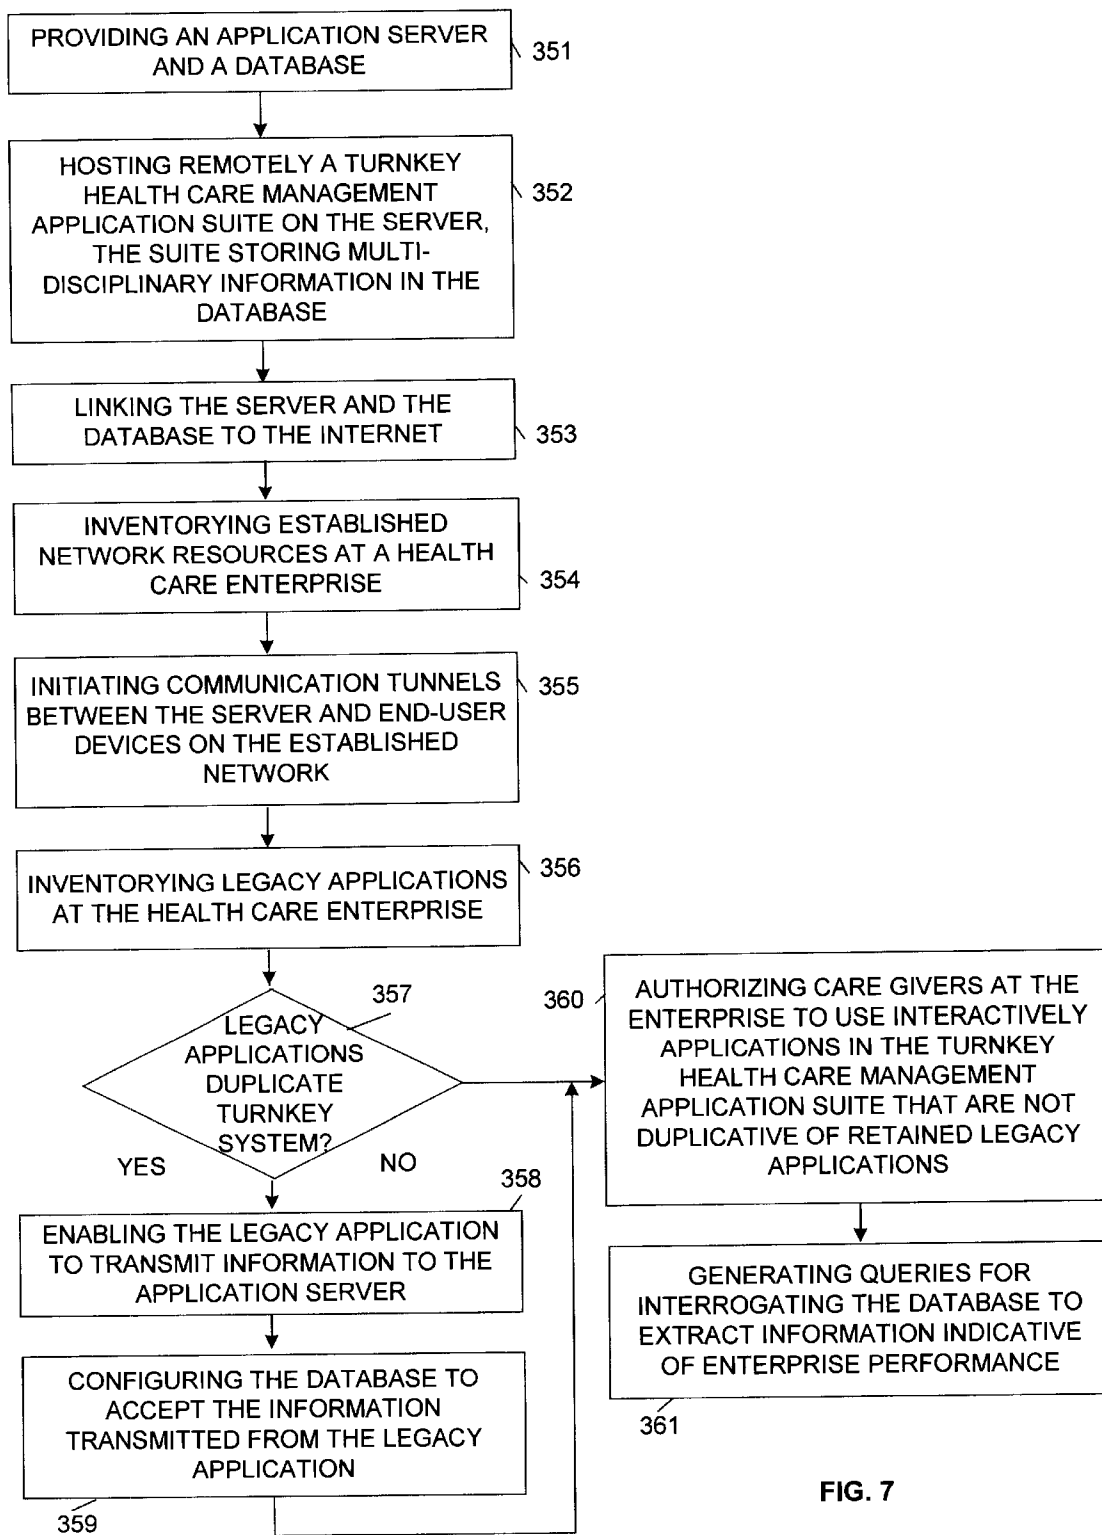 PROVIDING AN APPLICATION SERVER
AND A DATABASE
351
HOSTING REMOTELY A TURNKEY
HEALTH CARE MANAGEMENT
APPLICATION SUITE ON THE SERVER,
THE SUITE STORING MULTI-
DISCIPLINARY INFORMATION IN THE
DATABASE
352
LINKING THE SERVER AND THE
DATABASE TO THE INTERNET
353
INVENTORYING ESTABLISHED
NETWORK RESOURCES AT A HEALTH
CARE ENTERPRISE
354
INITIATING COMMUNICATION TUNNELS
BETWEEN THE SERVER AND END-USER
DEVICES ON THE ESTABLISHED
NETWORK
355
INVENTORYING LEGACY APPLICATIONS
AT THE HEALTH CARE ENTERPRISE
356
LEGACY
APPLICATIONS
DUPLICATE
TURNKEY
SYSTEM?
357
YES
NO
ENABLING THE LEGACY APPLICATION
TO TRANSMIT INFORMATION TO THE
APPLICATION SERVER
358
CONFIGURING THE DATABASE TO
ACCEPT THE INFORMATION
TRANSMITTED FROM THE LEGACY
APPLICATION
359
360
AUTHORIZING CARE GIVERS AT THE
ENTERPRISE TO USE INTERACTIVELY
APPLICATIONS IN THE TURNKEY
HEALTH CARE MANAGEMENT
APPLICATION SUITE THAT ARE NOT
DUPLICATIVE OF RETAINED LEGACY
APPLICATIONS
GENERATING QUERIES FOR
INTERROGATING THE DATABASE TO
EXTRACT INFORMATION INDICATIVE
OF ENTERPRISE PERFORMANCE
361
FIG. 7